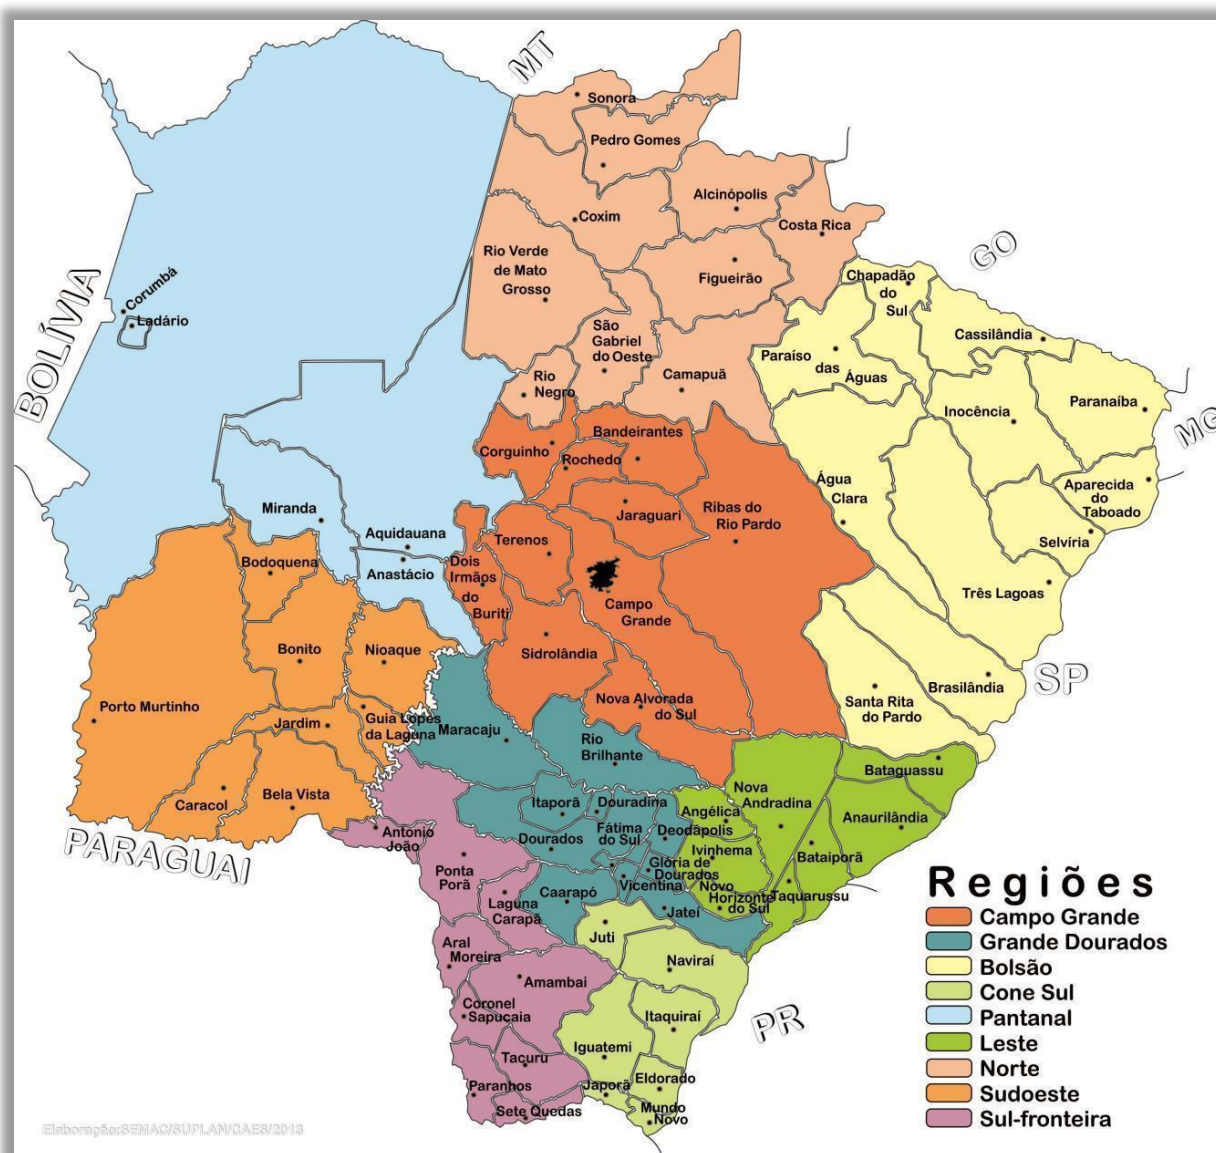 MT
Sonora
Pedro Gomes
Alcinópolis
Coxim
Costa Rica
GO
Rio Verde
de Mato
Grosso
Figueirão
Chapadão
do
Sul
BOLÍVIA
Corumbá
Ladário
São
Gabriel
do Oeste
Cassilândia
Paraíso
das
Águas
Rio
Negro
Camapuã
Inocência
Paranaíba
MG
Bandeirantes
Corguinho
Rochedo
Água
Clara
Aparecida
do
Taboado
Miranda
Jaraguari
Ribas do
Rio Pardo
Selvíria
Aquidauana
Terenos
Bodoquena
Anastácio
Dois
Irmãos
do
Buriti
Três Lagoas
Campo
Grande
Bonito
Nioaque
Sidrolândia
SP
Brasilândia
Porto Murtinho
Santa Rita
do Pardo
Nova Alvorada
do Sul
Jardim
Guia Lopes
da Laguna
Maracaju
Rio
Brilhante
Bataguassu
Caracol
Bela Vista
Itaporã
Douradina
Angélica
Nova
Andradina
Anaurilândia
PARAGUAI
Antonio
João
Dourados
Fátima
do Sul
Deodápolis
Ivinhema
Bataiporã
Ponta
Porã
Glória de
Dourados
Vicentina
Novo
Horizonte
do Sul
Taquarussu
Caarapó
Laguna
Carapã
Jateí
Juti
Aral
Moreira
Naviraí
Amambai
Coronel
Sapucaia
Itaquiraí
PR
Iguatemi
Tacuru
Paranhos
Japorã
Eldorado
Sete Quedas
Mundo
Novo
Regiões
Campo Grande
Grande Dourados
Bolsão
Cone Sul
Pantanal
Leste
Norte
Sudoeste
Sul-fronteira
Elaboração:SEMAC/SUPLAN/CAES/2013